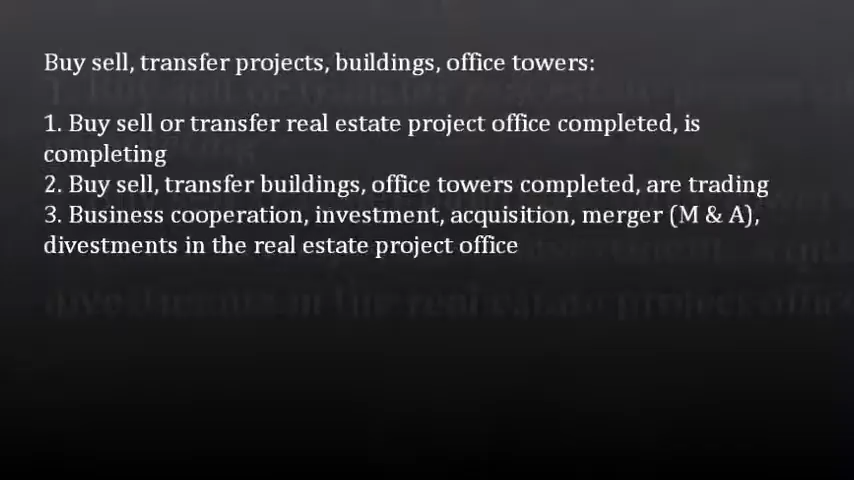 Buy sell, transfer projects, buildings, office towers:
1. Buy sell or transfer real estate project office completed, is
completing
2. Buy sell, transfer buildings, office towers completed, are trading
3. Business cooperation, investment, acquisition, merger (M & A),
divestments in the real estate project office